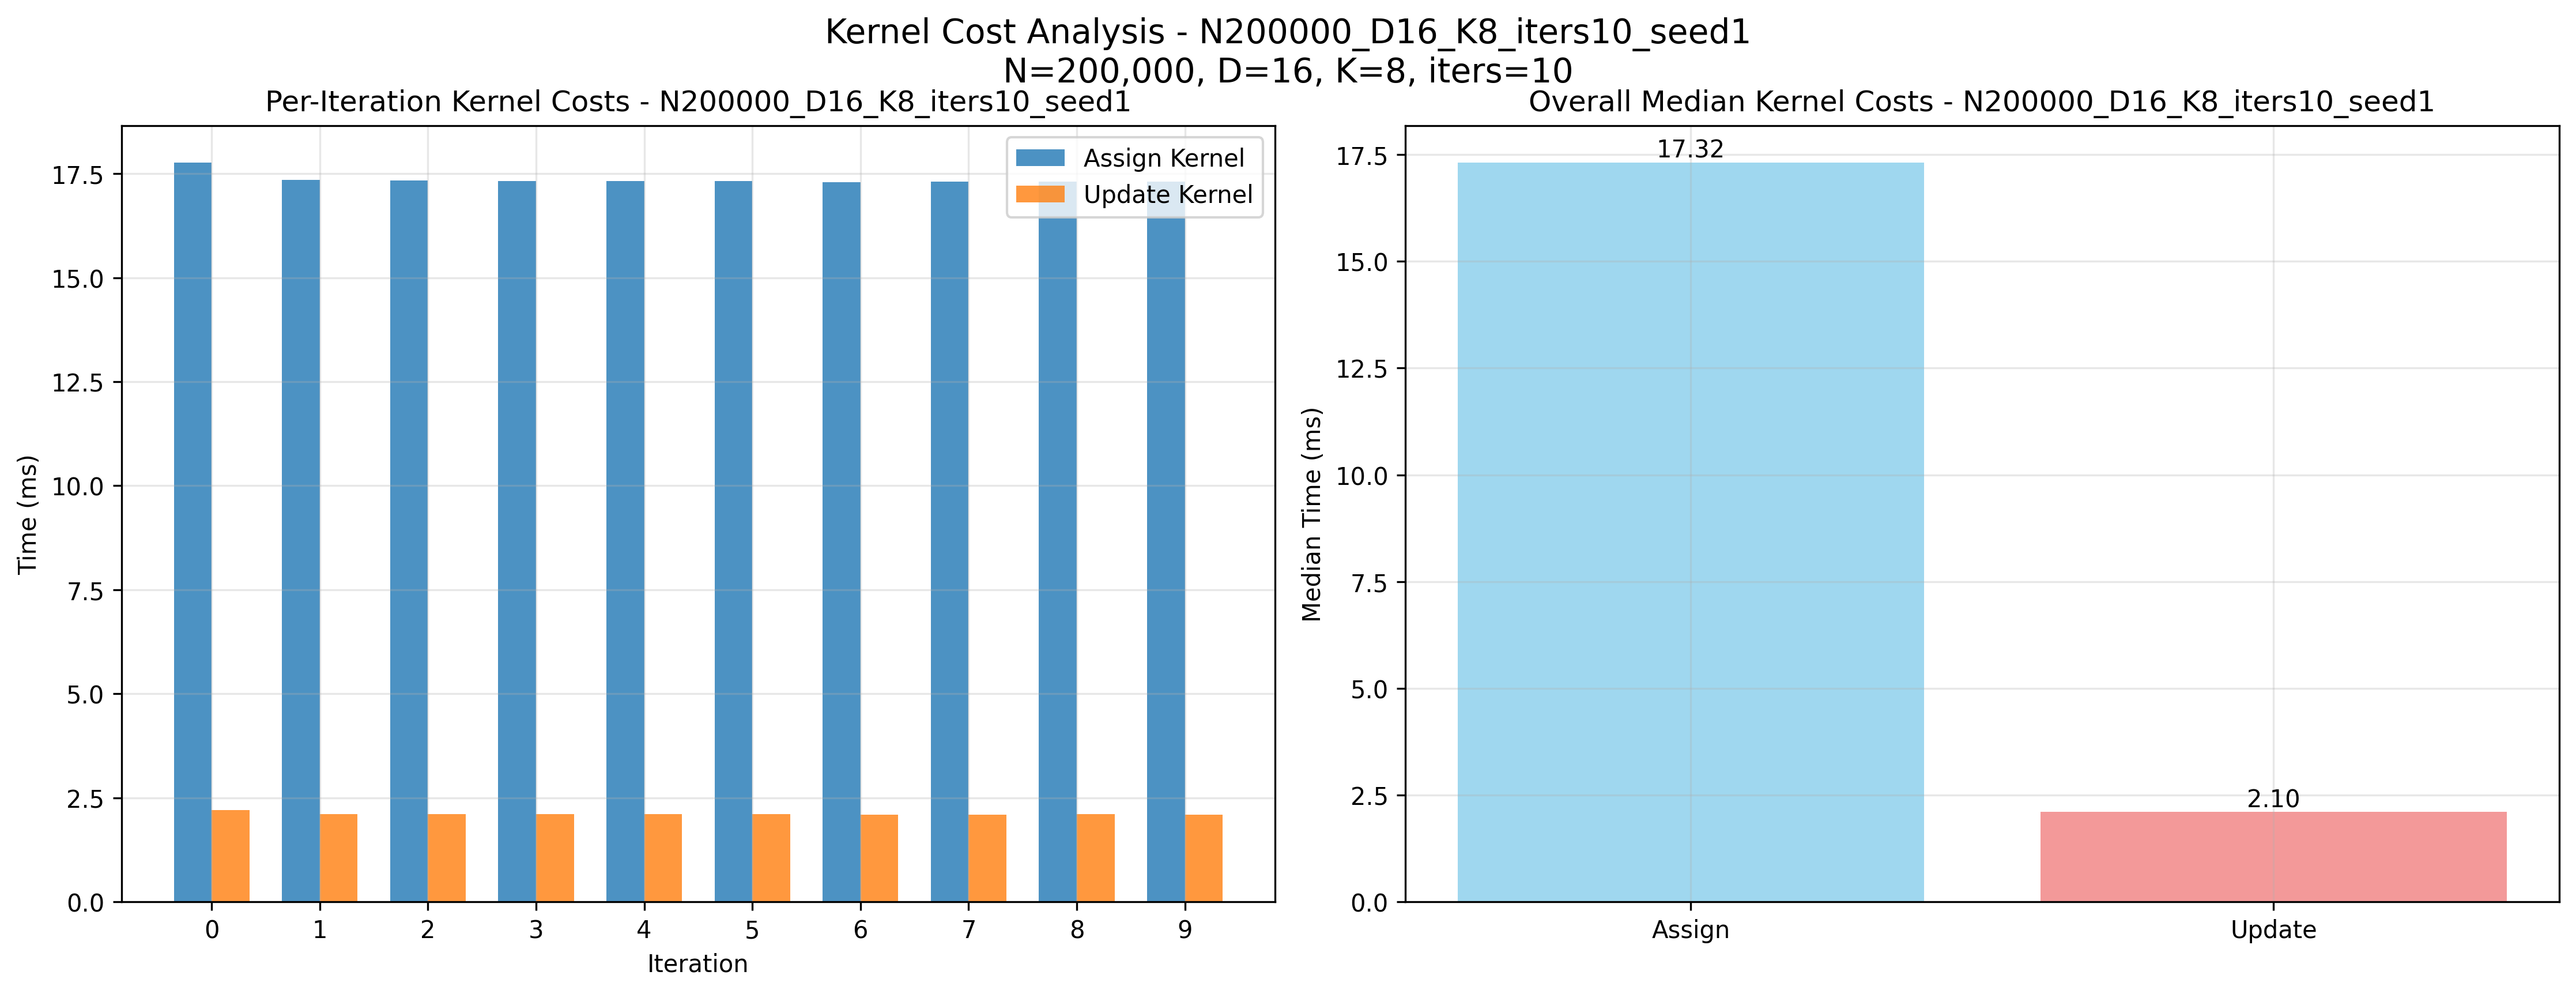 Kernel Cost Analysis - N200000_D16_K8_iters10_seed1
N=200,000, D=16, K=8, iters=10
Per-Iteration Kernel Costs - N200000_D16_K8_iters10_seed1
Assign Kernel
Update Kernel
Time (ms)
17.5
15.0
12.5
10.0
7.5
5.0
2.5
0.0
0 1 2 3 4 5 6 7 8 9
Iteration
Overall Median Kernel Costs - N200000_D16_K8_iters10_seed1
Median Time (ms)
17.5
15.0
12.5
10.0
7.5
5.0
2.5
0.0
17.32
2.10
Assign Update